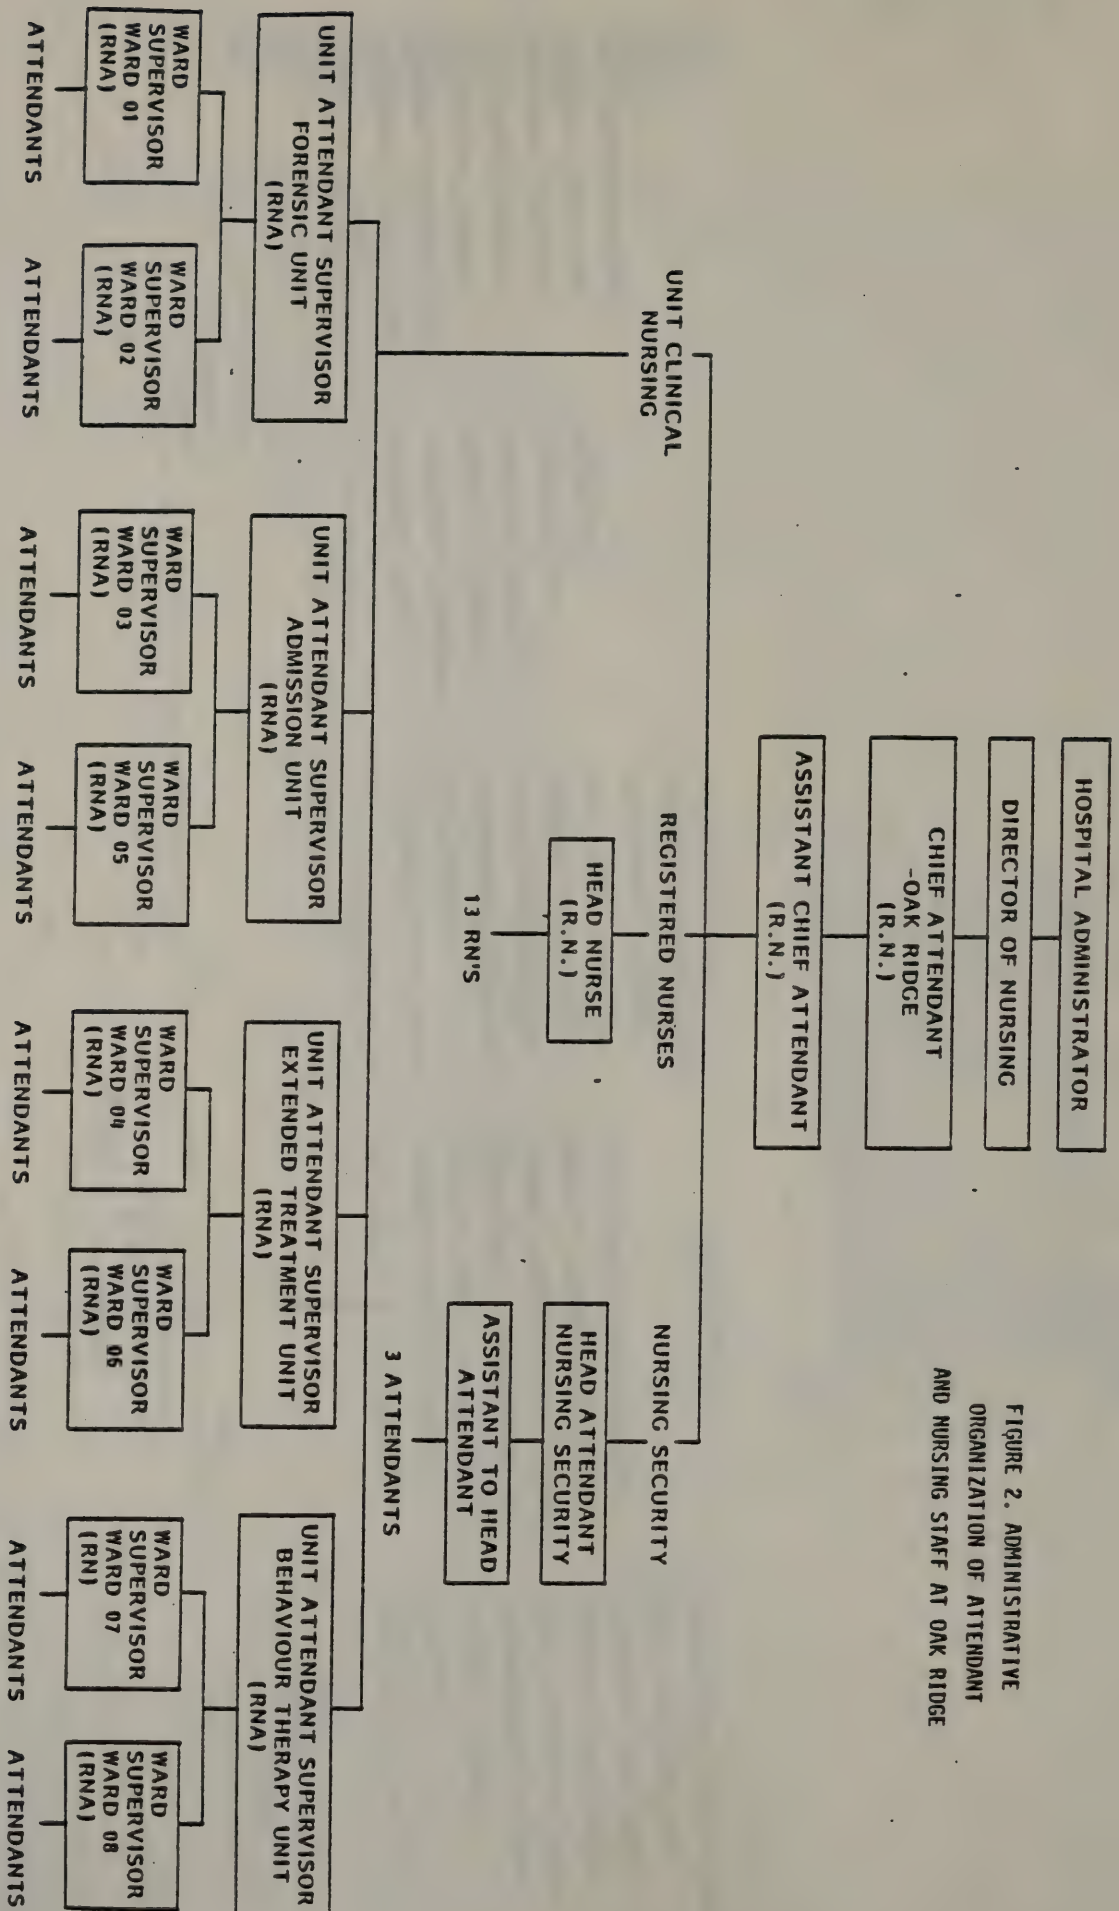 FIGURE 2. ADMINISTRATIVE
ORGANIZATION OF ATTENDANT
AND NURSING STAFF AT OAK RIDGE
HOSPITAL ADMINISTRATOR
DIRECTOR OF NURSING
CHIEF ATTENDANT
-OAK RIDGE
(R.N.)
ASSISTANT CHIEF ATTENDANT
(R.N.)
UNIT CLINICAL
NURSING
REGISTERED NURSES
HEAD NURSE
(R.N.)
13 RN'S
NURSING SECURITY
HEAD ATTENDANT
NURSING SECURITY
ASSISTANT TO HEAD
ATTENDANT
3 ATTENDANTS
UNIT ATTENDANT SUPERVISOR
FORENSIC UNIT
(RNA)
UNIT ATTENDANT SUPERVISOR
ADMISSION UNIT
(RNA)
UNIT ATTENDANT SUPERVISOR
EXTENDED TREATMENT UNIT
(RNA)
UNIT ATTENDANT SUPERVISOR
BEHAVIOUR THERAPY UNIT
(RNA)
WARD
SUPERVISOR
WARD 01
(RNA)
WARD
SUPERVISOR
WARD 02
(RNA)
WARD
SUPERVISOR
WARD 03
(RNA)
WARD
SUPERVISOR
WARD 05
(RNA)
WARD
SUPERVISOR
WARD 04
(RNA)
WARD
SUPERVISOR
WARD 06
(RNA)
WARD
SUPERVISOR
WARD 07
(RN)
WARD
SUPERVISOR
WARD 08
(RNA)
ATTENDANTS
ATTENDANTS
ATTENDANTS
ATTENDANTS
ATTENDANTS
ATTENDANTS
ATTENDANTS
ATTENDANTS